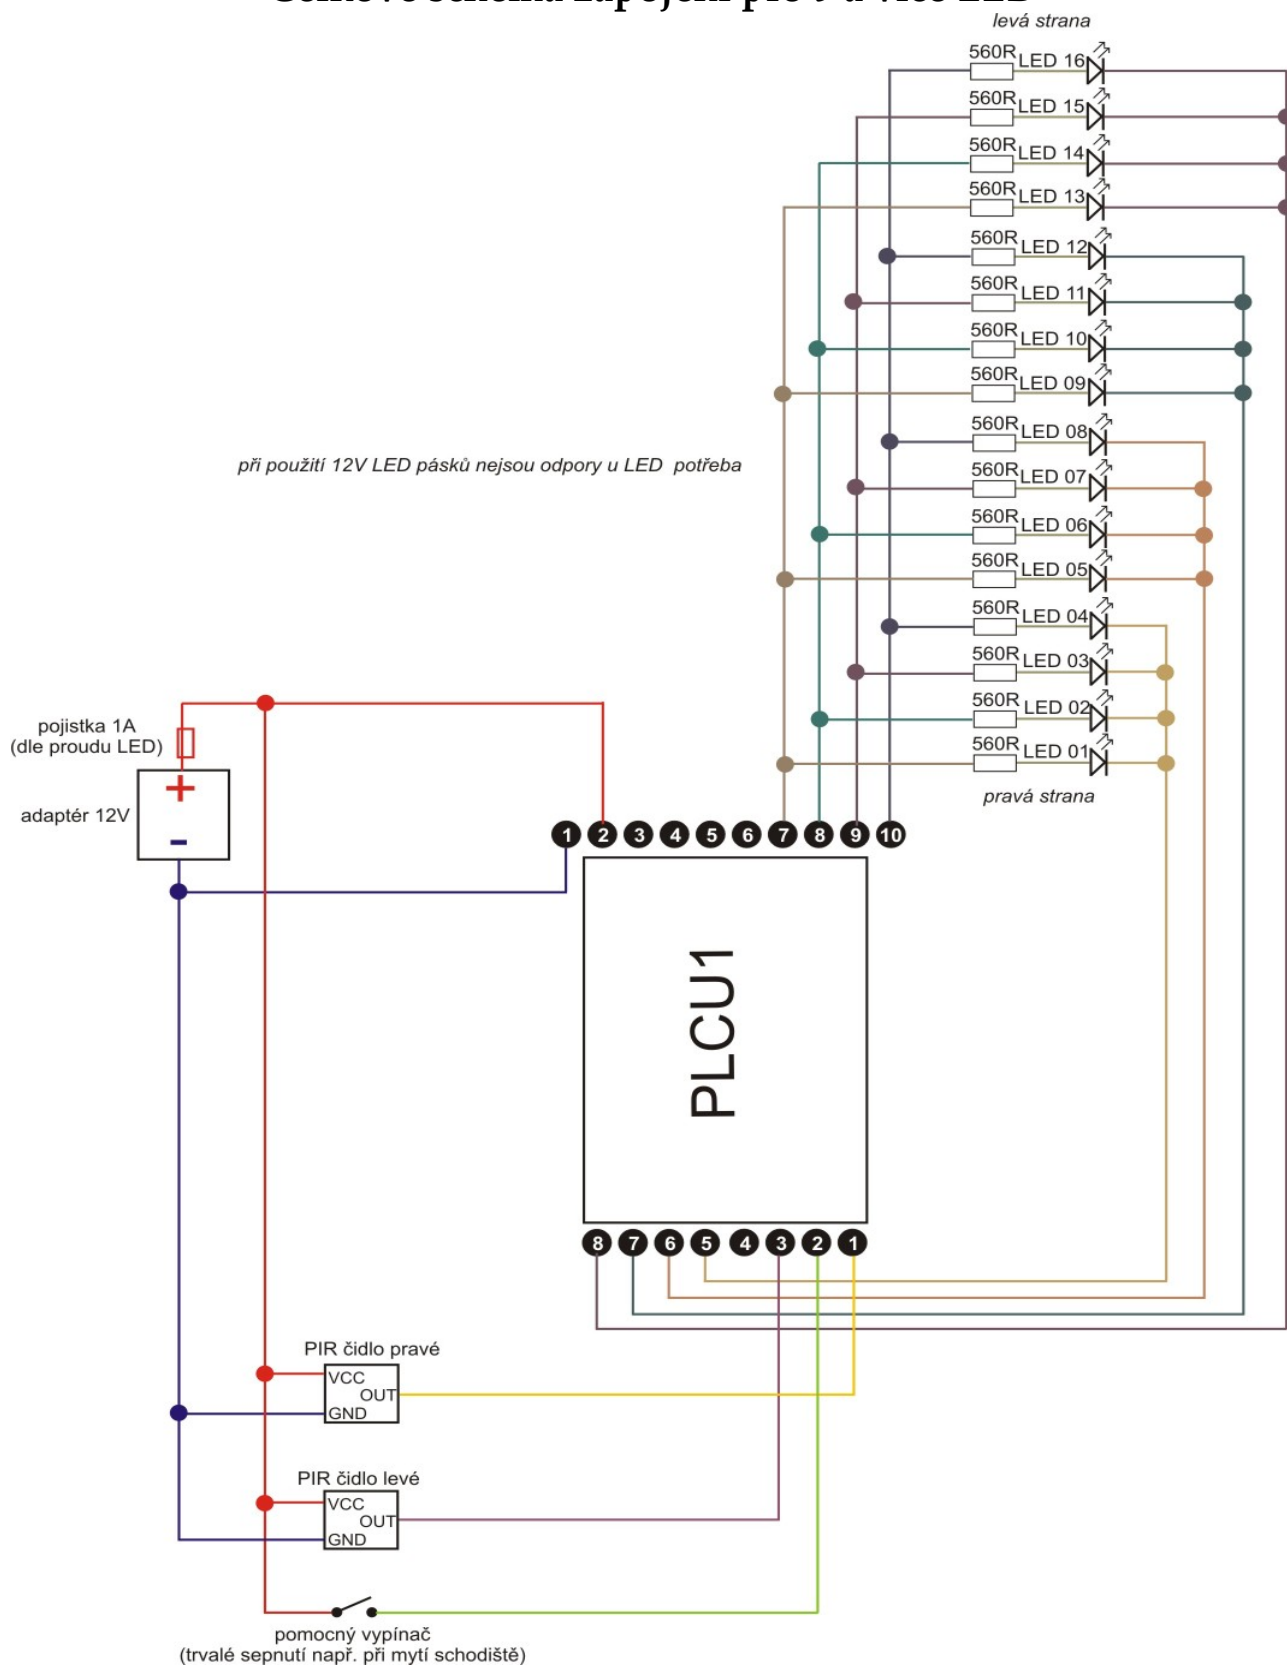 levá strana
560R LED 16
560R LED 15
560R LED 14
560R LED 13
560R LED 12
560R LED 11
560R LED 10
560R LED 09
560R LED 08
560R LED 07
560R LED 06
560R LED 05
560R LED 04
560R LED 03
560R LED 02
560R LED 01
pravá strana
při použití 12V LED pásků nejsou odpory u LED potřeba
pojistka 1A
(dle proudu LED)
+
adaptér 12V
-
1 2 3 4 5 6 7 8 9 10
PLCU1
8 7 6 5 4 3 2 1
PIR čidlo pravé
VCC
OUT
GND
PIR čidlo levé
VCC
OUT
GND
pomocný vypínač
(trvalé sepnutí např. při mytí schodiště)